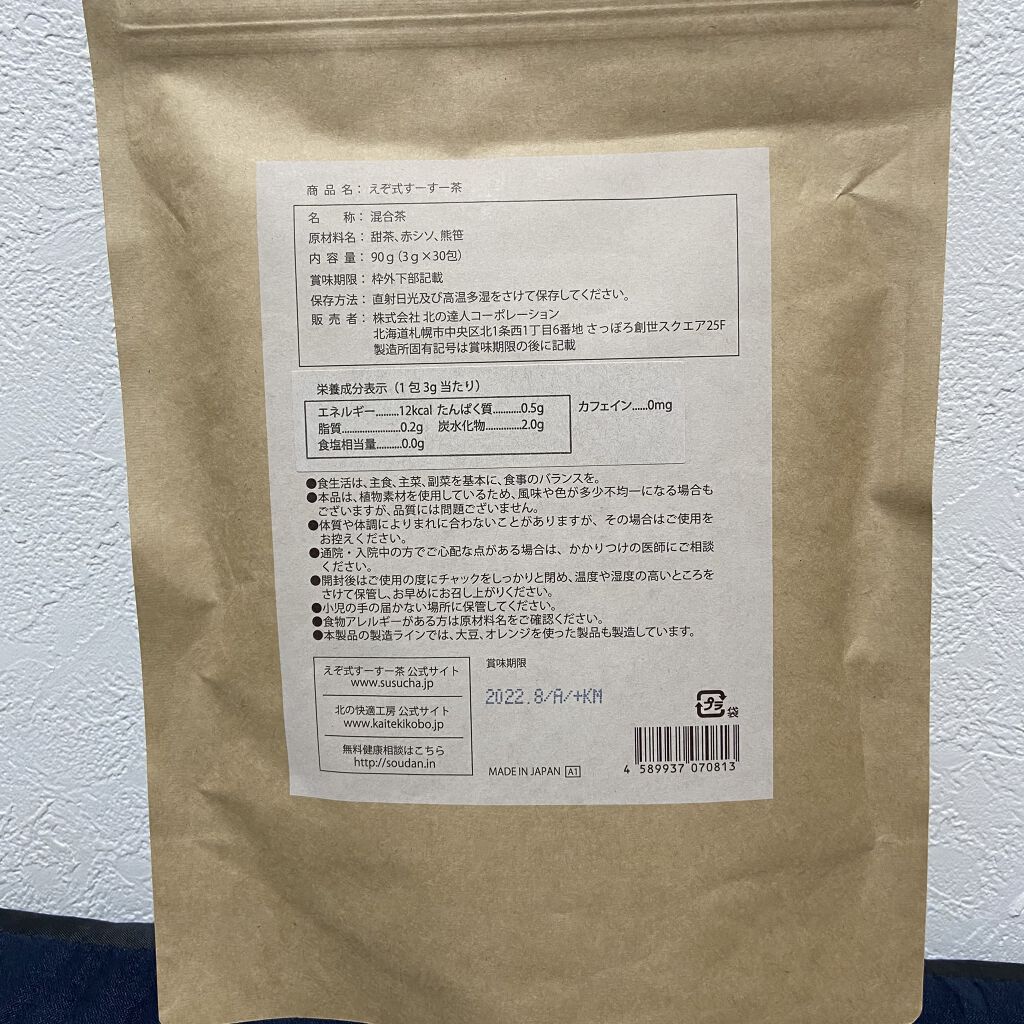 商品名：えぞ式すーすー茶
名　称：混合茶
原材料名：甜茶、赤シソ、熊笹
内容量：90g（3g×30包）
賞味期限：枠外下部記載
保存方法：直射日光及び高温多湿をさけて保存してください。
販売者：株式会社 北の達人コーポレーション
北海道札幌市中央区北1条西1丁目6番地 さっぽろ創世スクエア25F
製造所固有記号は賞味期限の後に記載
栄養成分表示（1包3g当たり）
エネルギー.........12kcal たんぱく質...........0.5g
カフェイン......0mg
脂質.......................0.2g 炭水化物..............2.0g
食塩相当量..........0.0g
●食生活は、主食、主菜、副菜を基本に、食事のバランスを。
●本品は、植物素材を使用しているため、風味や色が多少不均一になる場合も
ございますが、品質には問題ございません。
●体質や体調によりまれに合わないことがありますが、その場合はご使用を
お控えください。
●通院・入院中の方でご心配な点がある場合は、かかりつけの医師にご相談
ください。
●開封後はご使用の度にチャックをしっかりと閉め、温度や湿度の高いところを
さけて保管し、お早めにお召し上がりください。
●小児の手の届かない場所に保管してください。
●食物アレルギーがある方は原材料名をご確認ください。
●本製品の製造ラインでは、大豆、オレンジを使った製品も製造しています。
えぞ式すーすー茶 公式サイト
www.susucha.jp
北の快適工房 公式サイト
www.kaitekikobo.jp
無料健康相談はこちら
http://soudan.in
賞味期限
2022.8/A/+KM
プラ
袋
MADE IN JAPAN A1
4 589937 070813